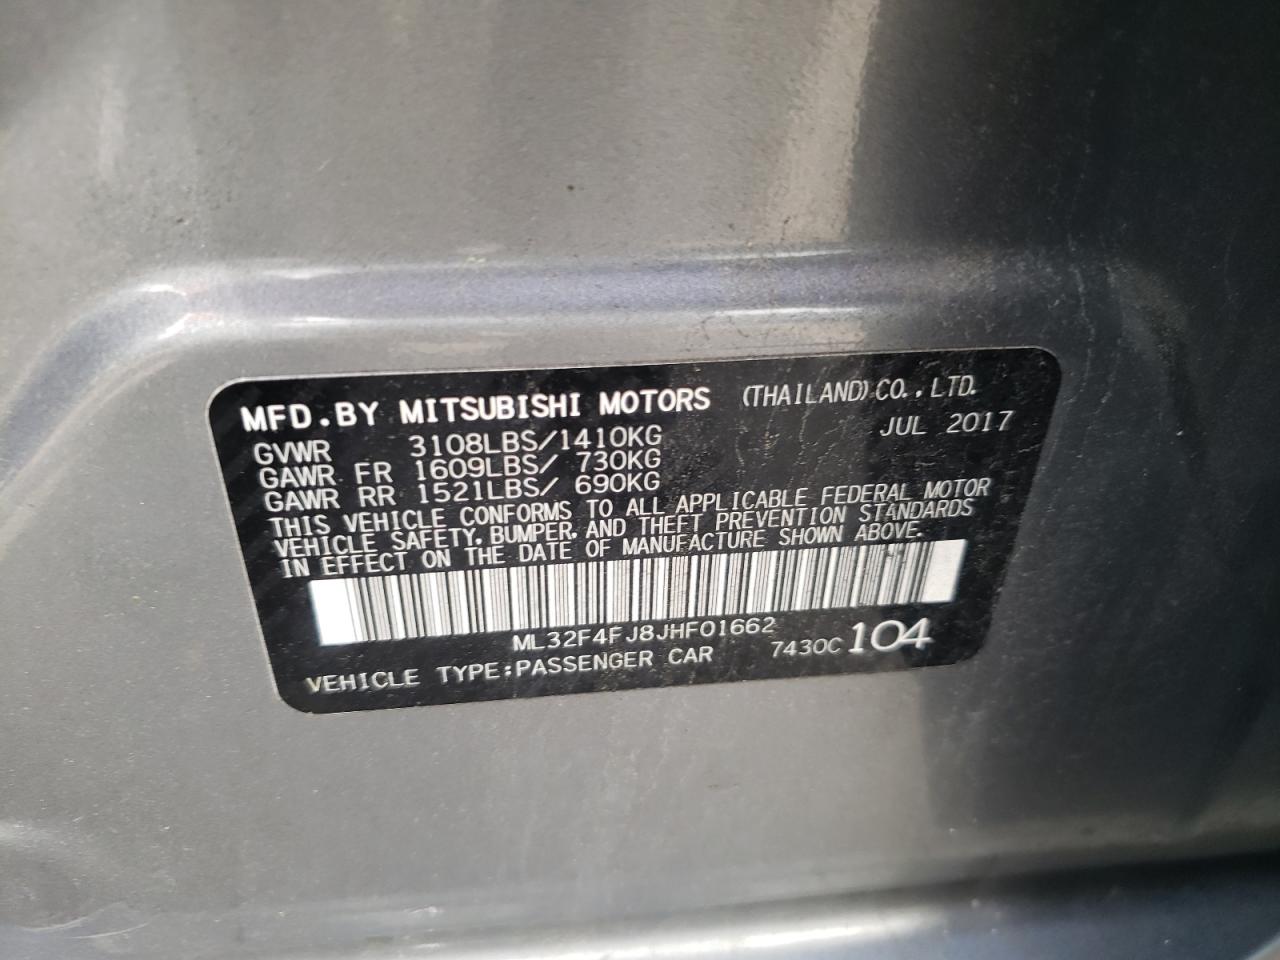 MFD.BY MITSUBISHI MOTORS (THAILAND) CO., LTD.
JUL 2017
GVWR 3108LBS/1410KG
GAWR FR 1609LBS/ 730KG
GAWR RR 1521LBS/ 690KG
THIS VEHICLE CONFORMS TO ALL APPLICABLE FEDERAL MOTOR
VEHICLE SAFETY, BUMPER, AND THEFT PREVENTION STANDARDS
IN EFFECT ON THE DATE OF MANUFACTURE SHOWN ABOVE.
ML32F4FJ8JHF01662
VEHICLE TYPE:PASSENGER CAR 7430C 104